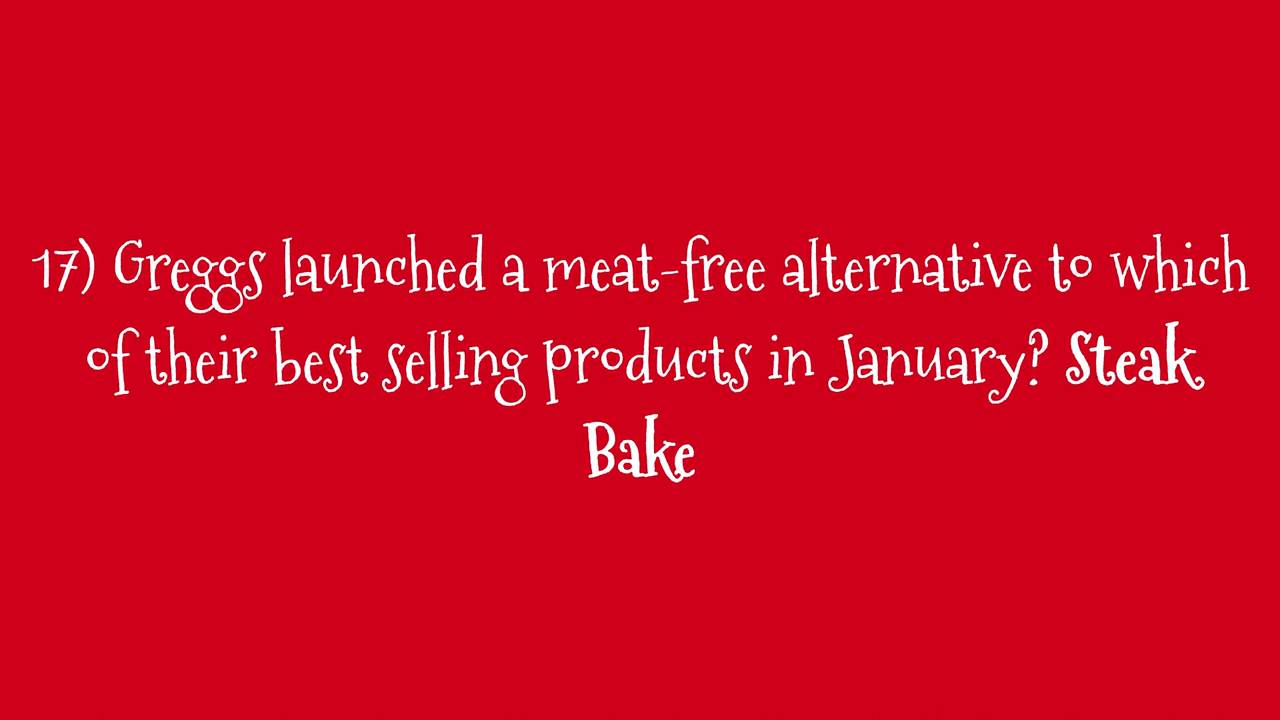 17) Greggs launched a meat-free alternative to which
of their best selling products in January? Steak
Bake